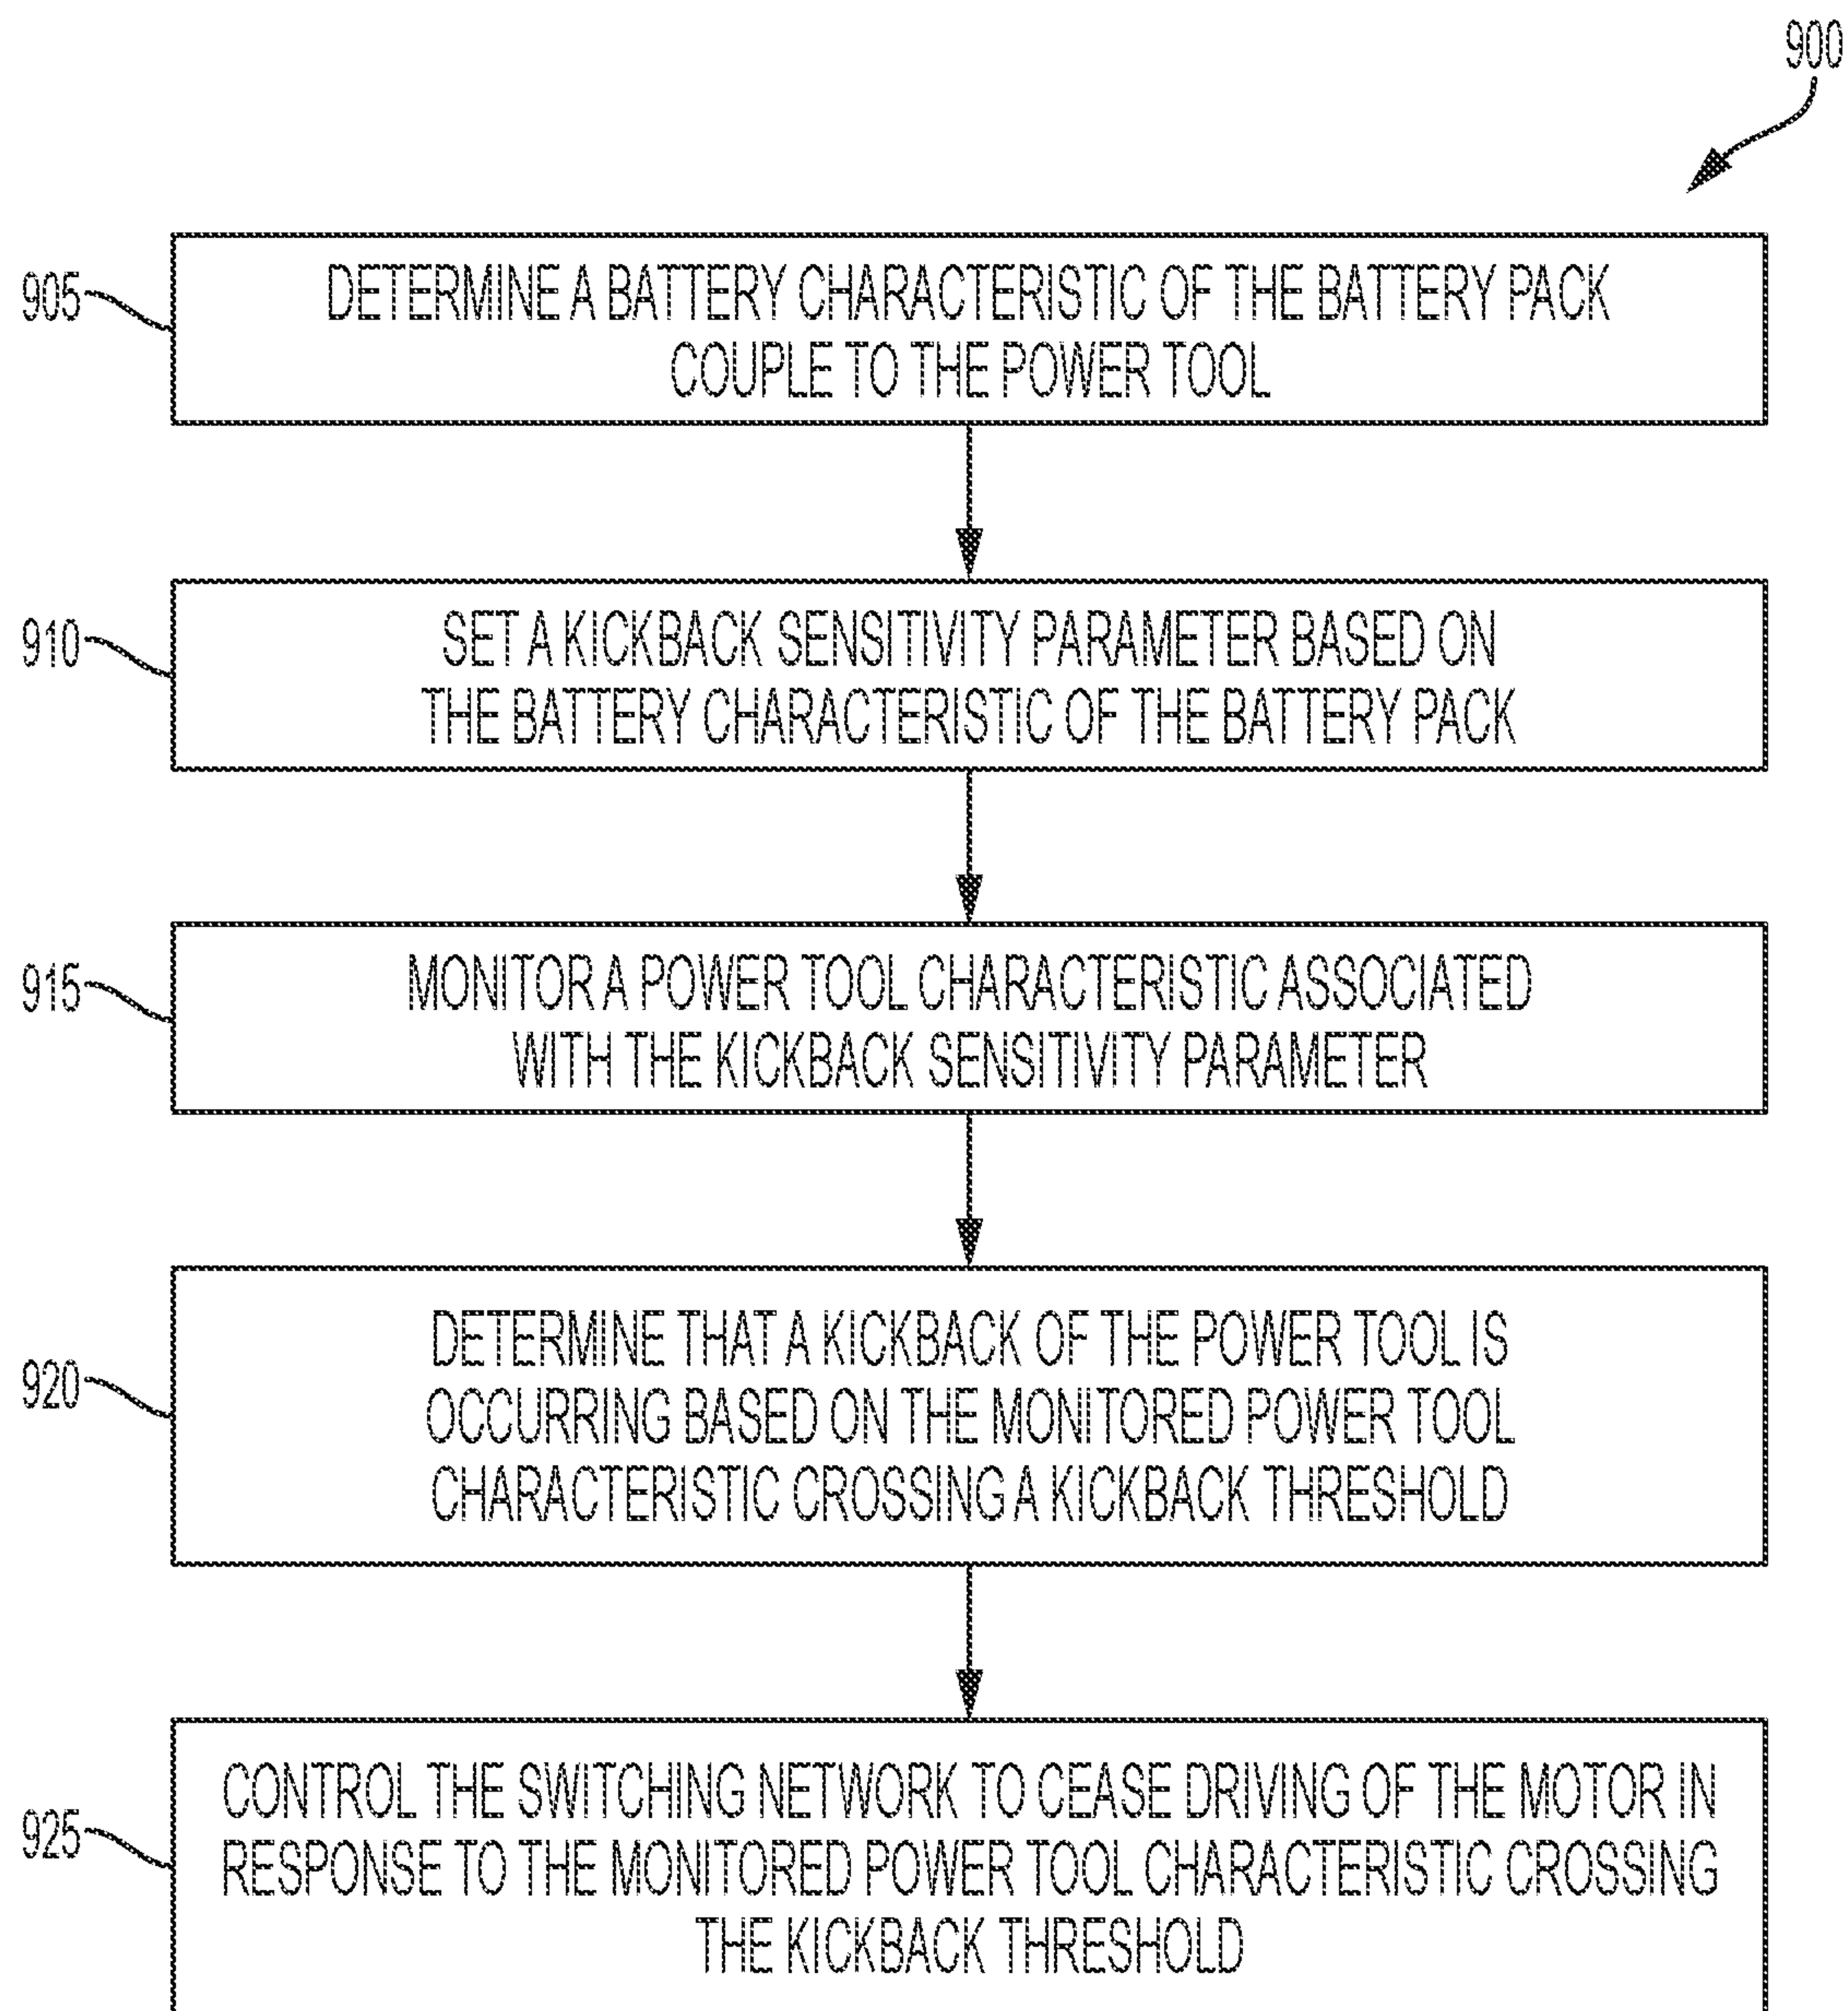 900
905
DETERMINE A BATTERY CHARACTERISTIC OF THE BATTERY PACK
COUPLE TO THE POWER TOOL
910
SET A KICKBACK SENSITIVITY PARAMETER BASED ON
THE BATTERY CHARACTERISTIC OF THE BATTERY PACK
915
MONITOR A POWER TOOL CHARACTERISTIC ASSOCIATED
WITH THE KICKBACK SENSITIVITY PARAMETER
920
DETERMINE THAT A KICKBACK OF THE POWER TOOL IS
OCCURRING BASED ON THE MONITORED POWER TOOL
CHARACTERISTIC CROSSING A KICKBACK THRESHOLD
925
CONTROL THE SWITCHING NETWORK TO CEASE DRIVING OF THE MOTOR IN
RESPONSE TO THE MONITORED POWER TOOL CHARACTERISTIC CROSSING
THE KICKBACK THRESHOLD